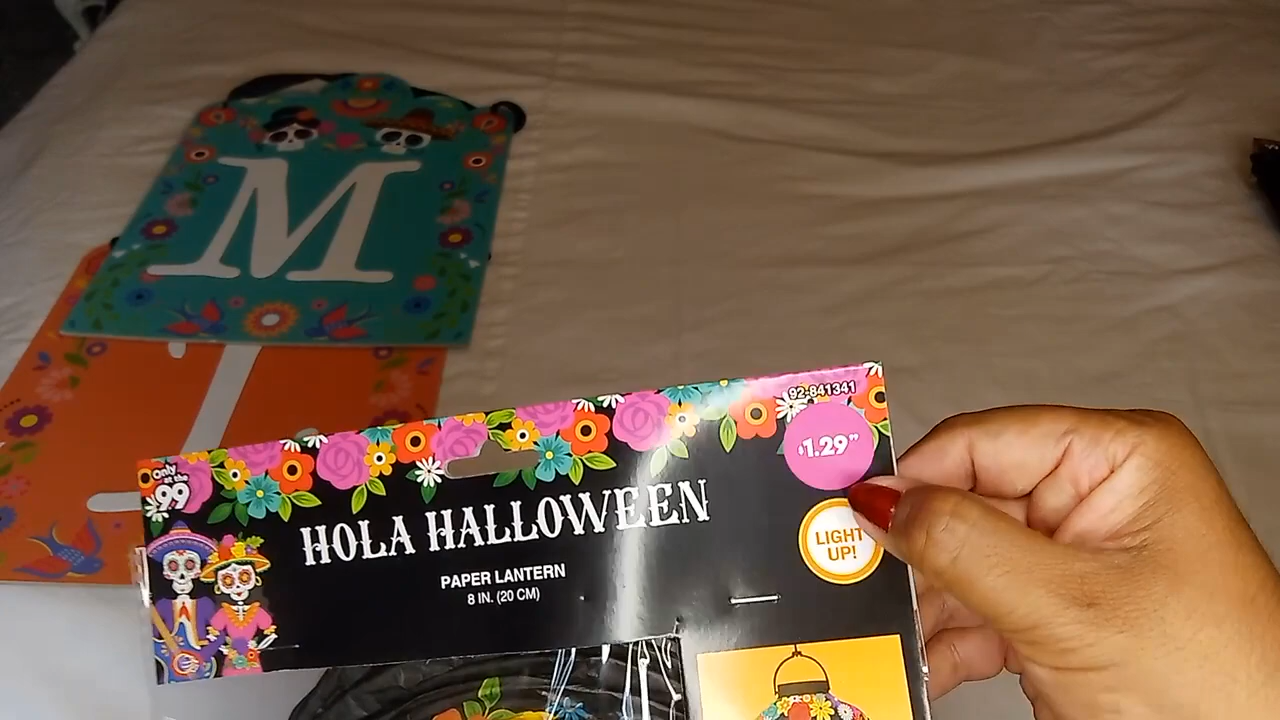 M
92-841341
$1.29"
Only
at the
99
HOLA HALLOWEEN
LIGHT
UP!
PAPER LANTERN
8 IN. (20 CM)